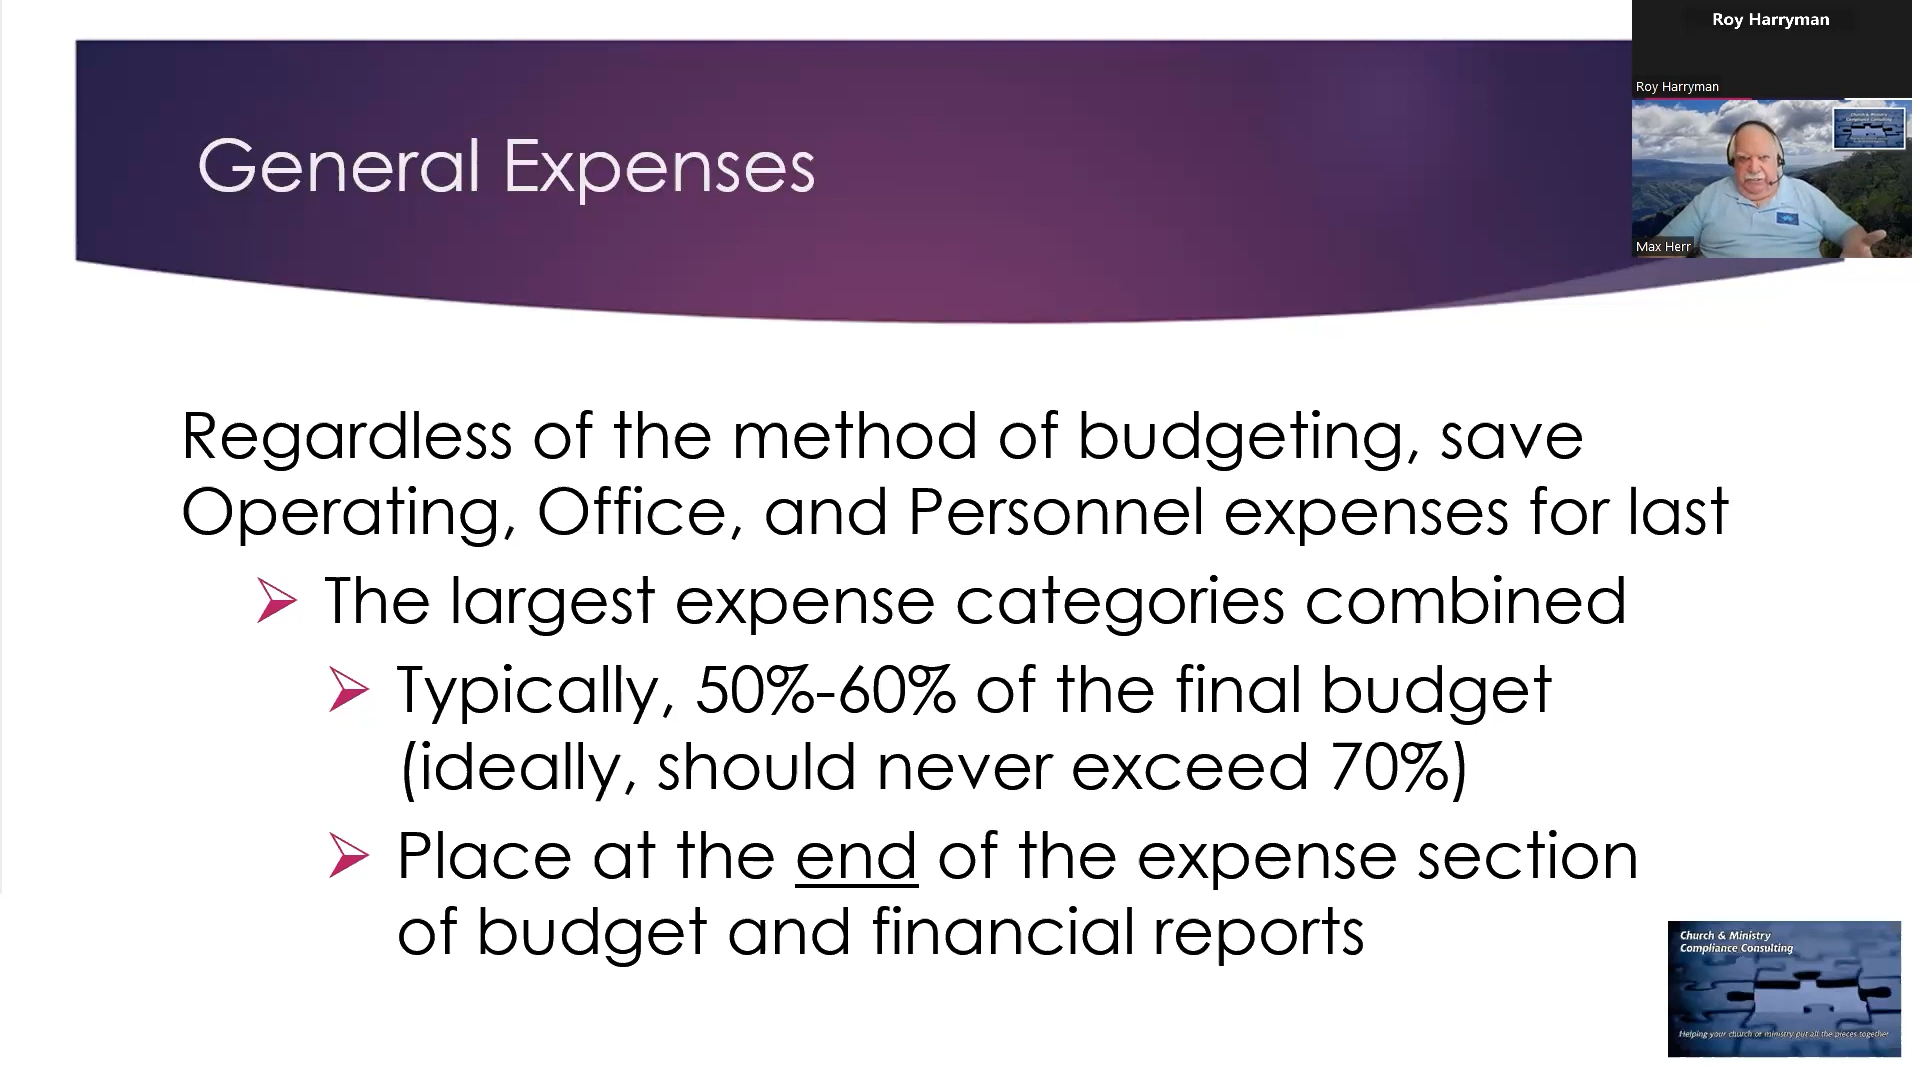 Roy Harryman
Roy Harryman
Max Herr
General Expenses
Regardless of the method of budgeting, save
Operating, Office, and Personnel expenses for last
The largest expense categories combined
Typically, 50%-60% of the final budget
(ideally, should never exceed 70%)
Place at the end of the expense section
of budget and financial reports
Church & Ministry
Compliance Consulting
Helping your church or ministry put all the pieces together